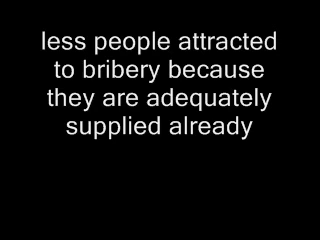 less people attracted
to bribery because
they are adequately
supplied already